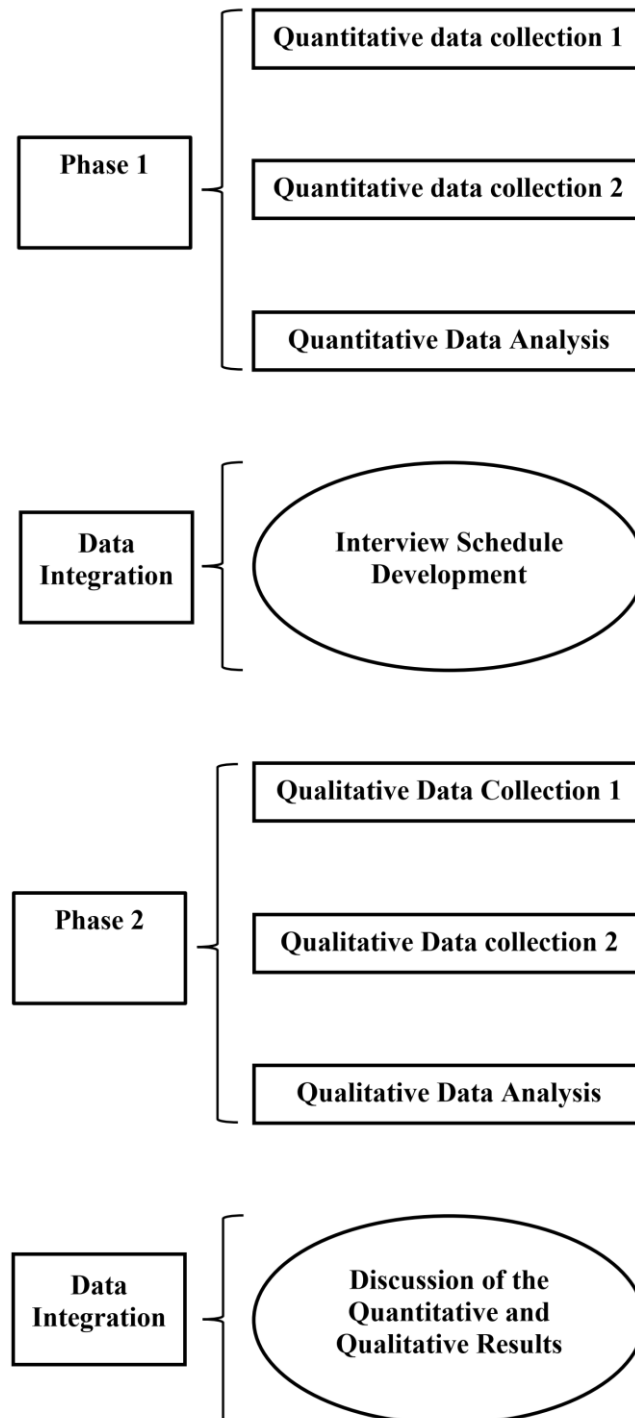 Quantitative data collection 1
Phase 1
Quantitative data collection 2
Quantitative Data Analysis
Data
Integration
Interview Schedule
Development
Qualitative Data Collection 1
Phase 2
Qualitative Data collection 2
Qualitative Data Analysis
Data
Integration
Discussion of the
Quantitative and
Qualitative Results